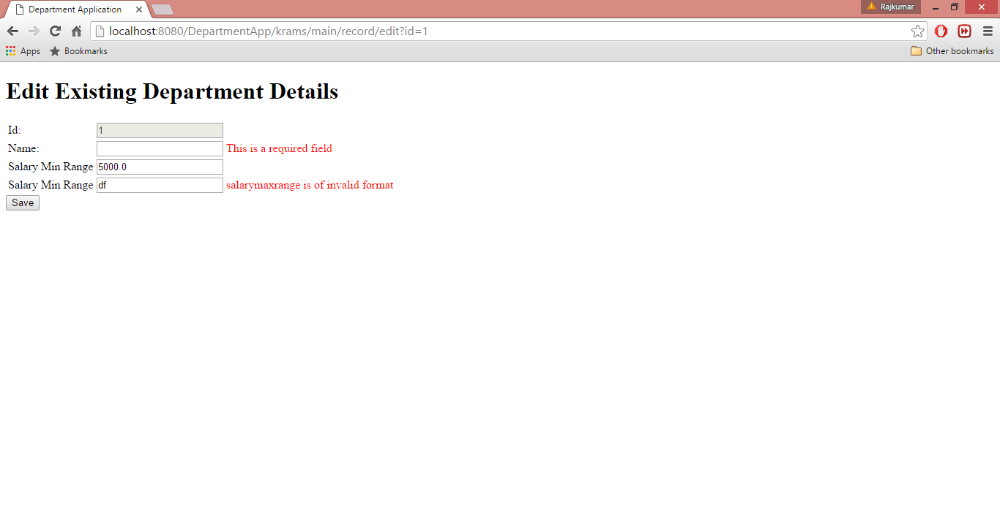 Department Application
Rajkumar
localhost:8080/DepartmentApp/krams/main/record/edit?id=1
Apps Bookmarks Other bookmarks
Edit Existing Department Details
Id: 1
Name: This is a required field
Salary Min Range 5000.0
Salary Min Range df salarymaxrange is of invalid format
Save